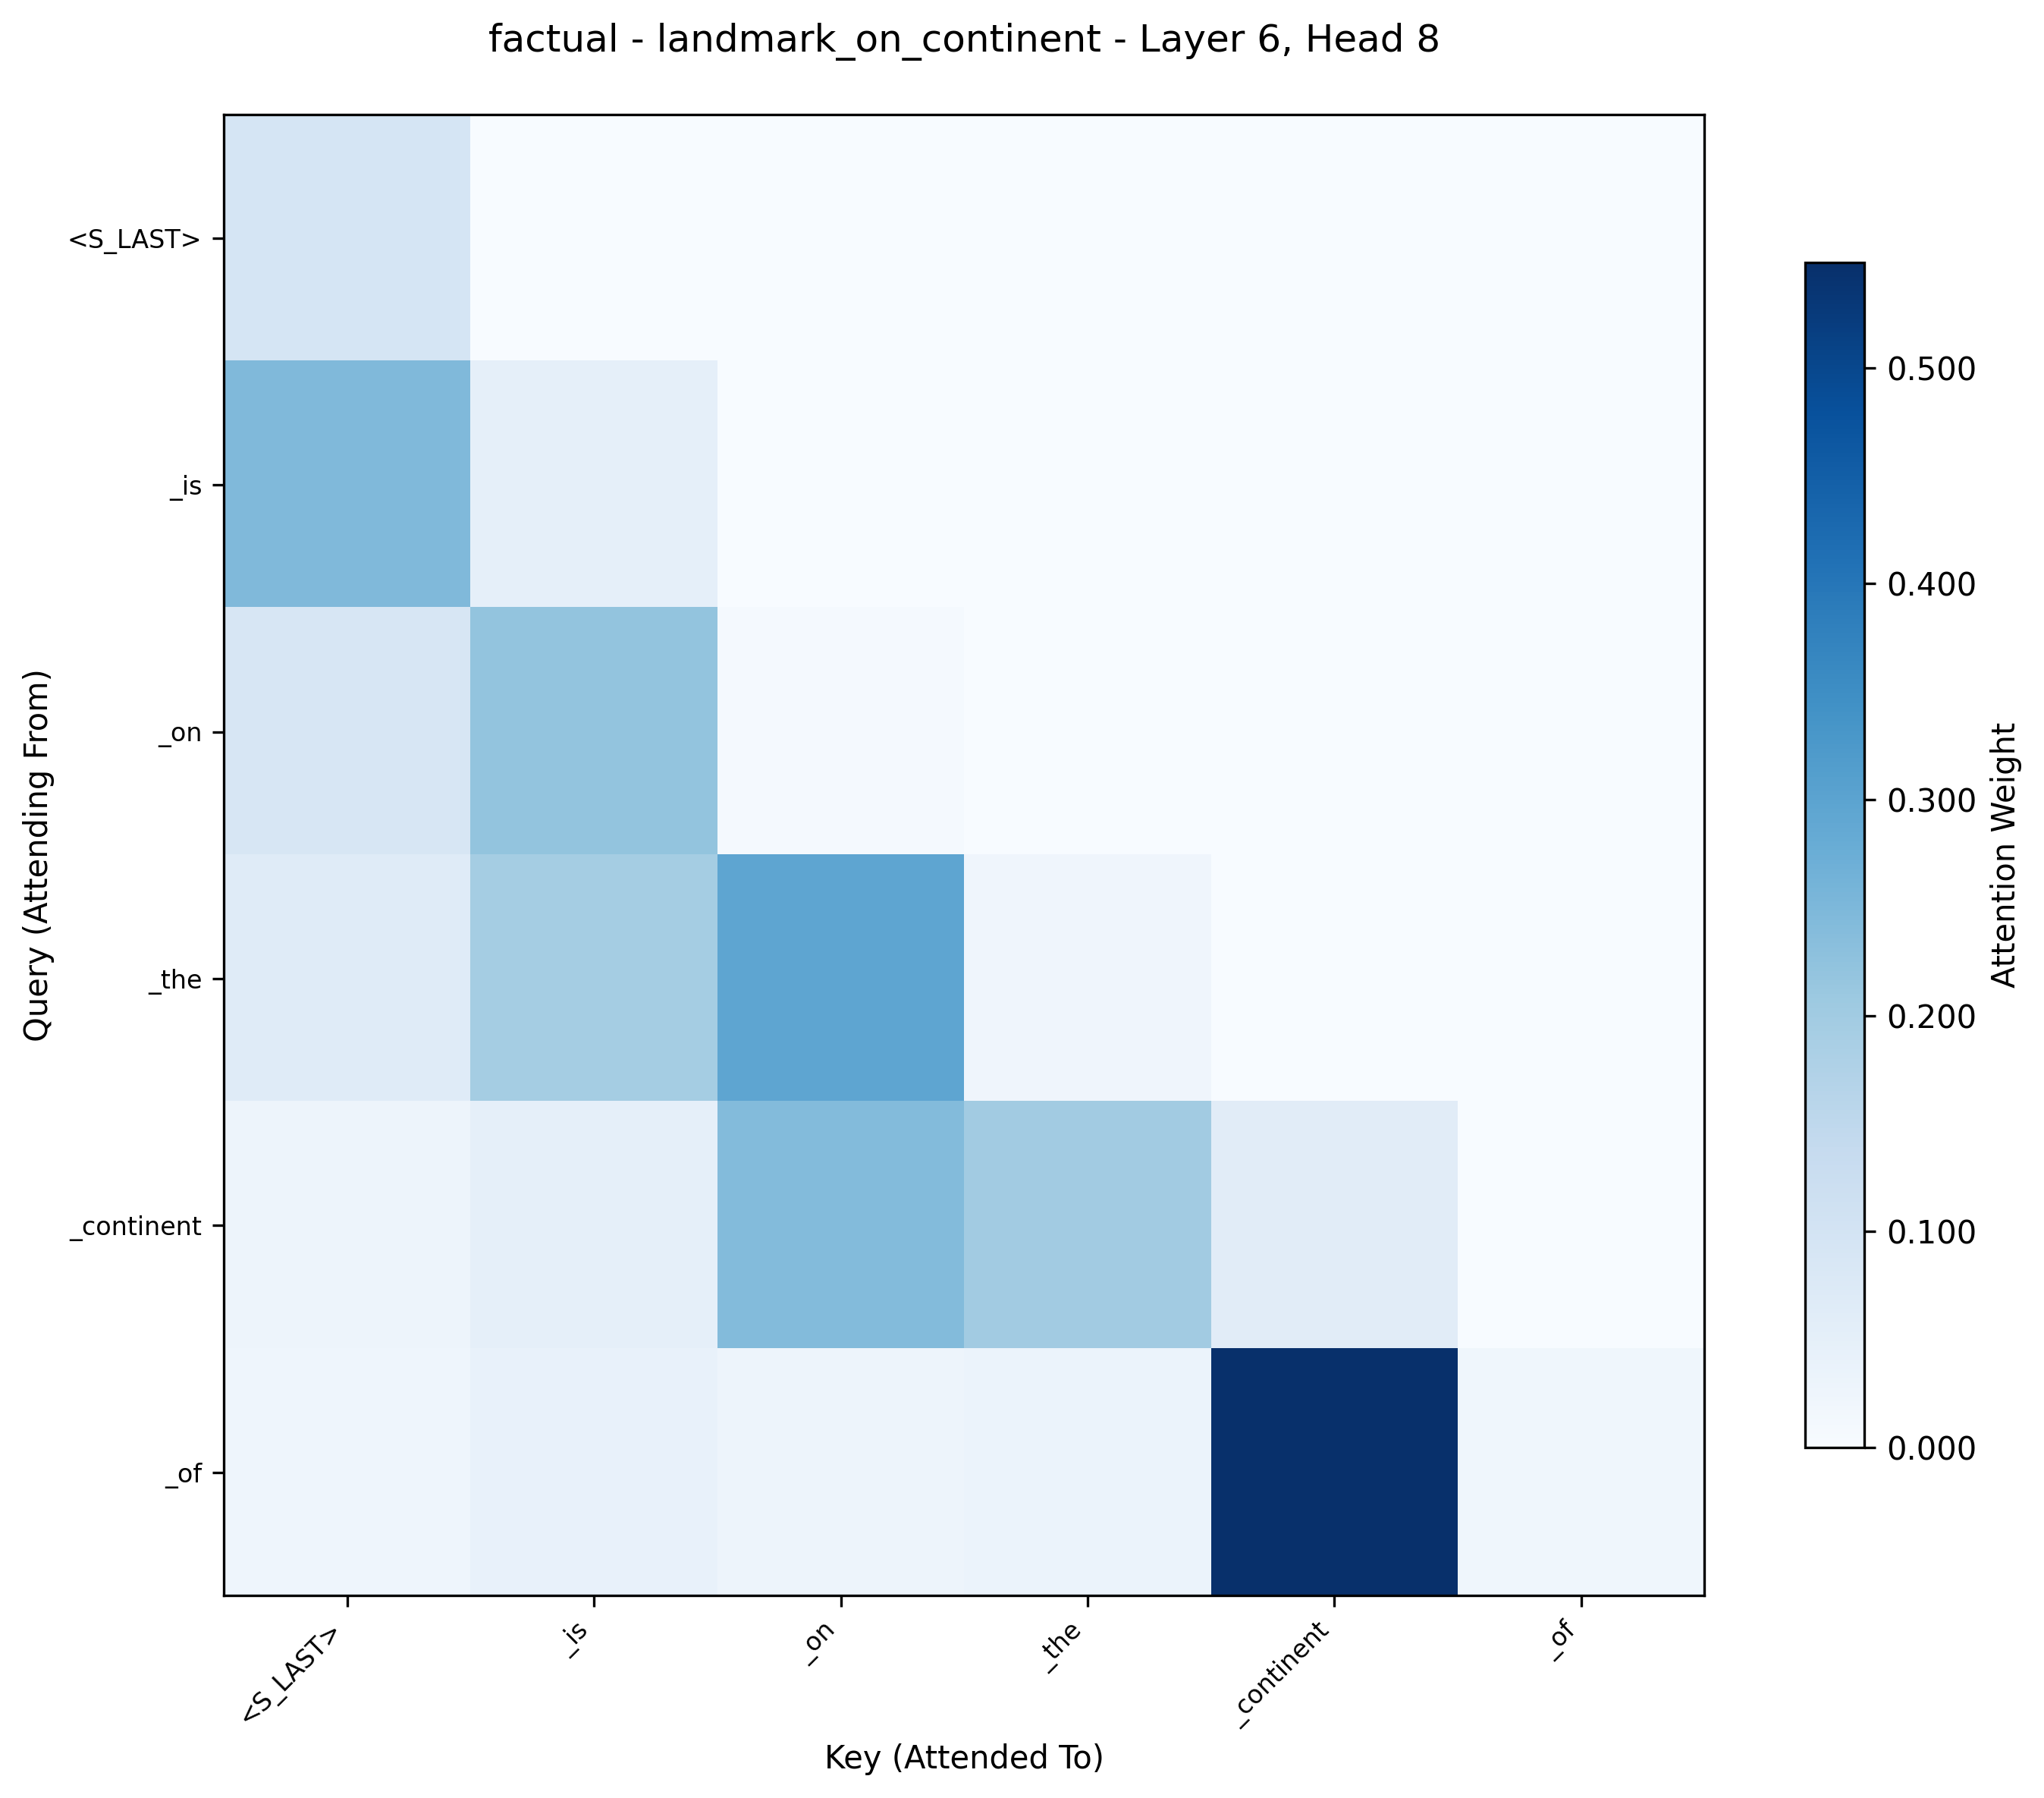 factual - landmark_on_continent - Layer 6, Head 8
Query (Attending From)
<S_LAST>
_is
_on
_the
_continent
_of
<S_LAST>
_is
_on
_the
_continent
_of
Key (Attended To)
0.500
0.400
0.300
0.200
0.100
0.000
Attention Weight